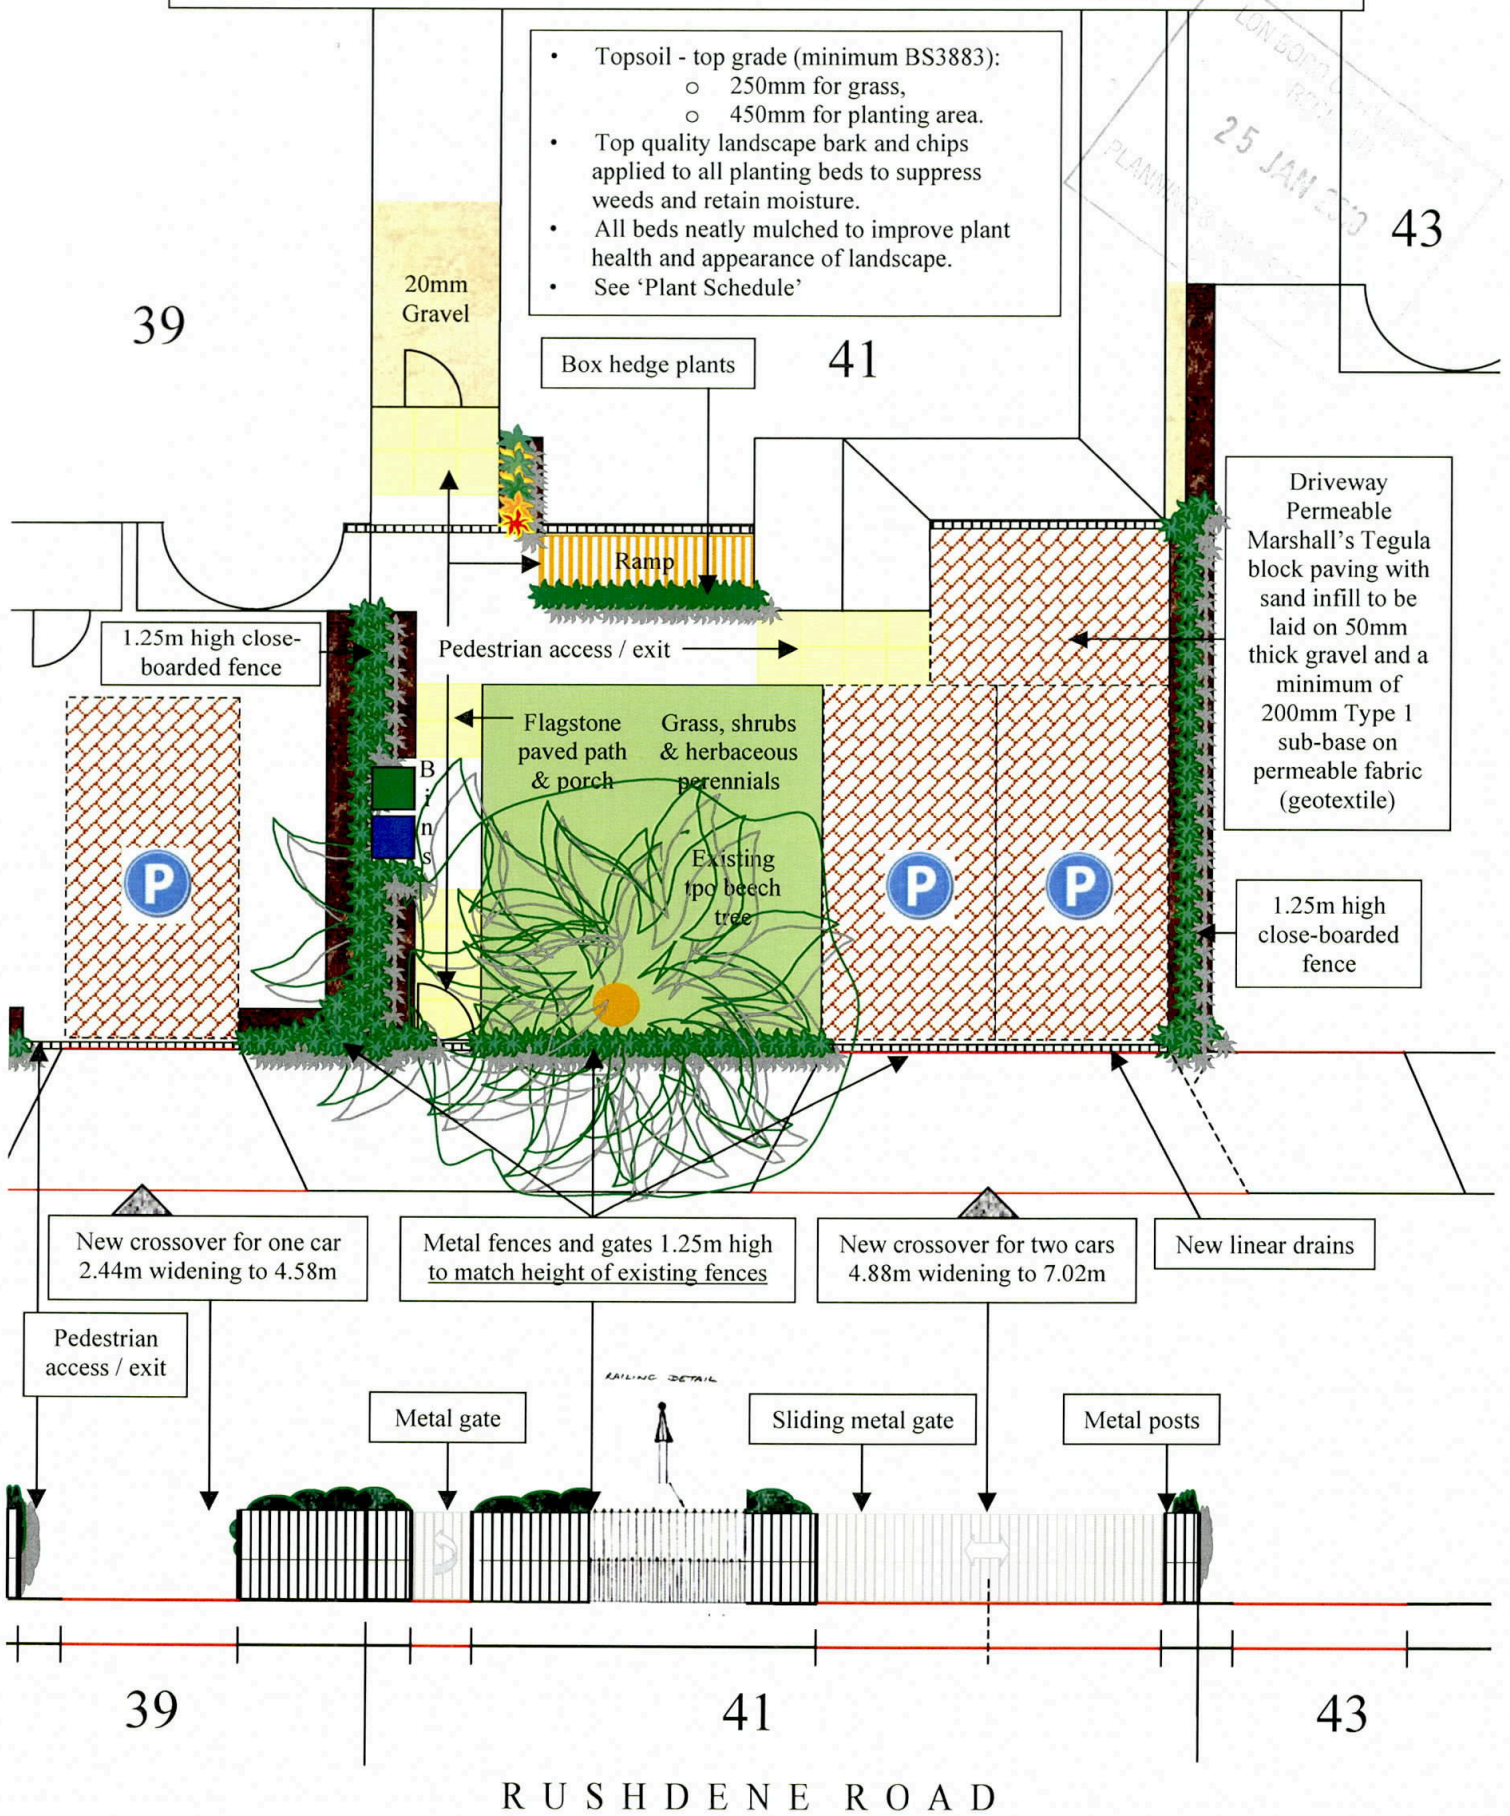 • Topsoil - top grade (minimum BS3883):
o 250mm for grass,
o 450mm for planting area.
• Top quality landscape bark and chips
applied to all planting beds to suppress
weeds and retain moisture.
• All beds neatly mulched to improve plant
health and appearance of landscape.
• See ‘Plant Schedule’
LON BORO
25 JAN
PLANNING &
43
39
20mm
Gravel
Box hedge plants
41
Driveway
Permeable
Marshall's Tegula
block paving with
sand infill to be
laid on 50mm
thick gravel and a
minimum of
200mm Type 1
sub-base on
permeable fabric
(geotextile)
Ramp
1.25m high close-
boarded fence
Pedestrian access / exit
Flagstone
paved path
& porch
Grass, shrubs
& herbaceous
perennials
B
i
n
s
Existing
tpo beech
tree
P
P
P
1.25m high
close-boarded
fence
New crossover for one car
2.44m widening to 4.58m
Metal fences and gates 1.25m high
to match height of existing fences
New crossover for two cars
4.88m widening to 7.02m
New linear drains
Pedestrian
access / exit
RAILING DETAIL
Metal gate
Sliding metal gate
Metal posts
39
41
43
RUSHDENE ROAD